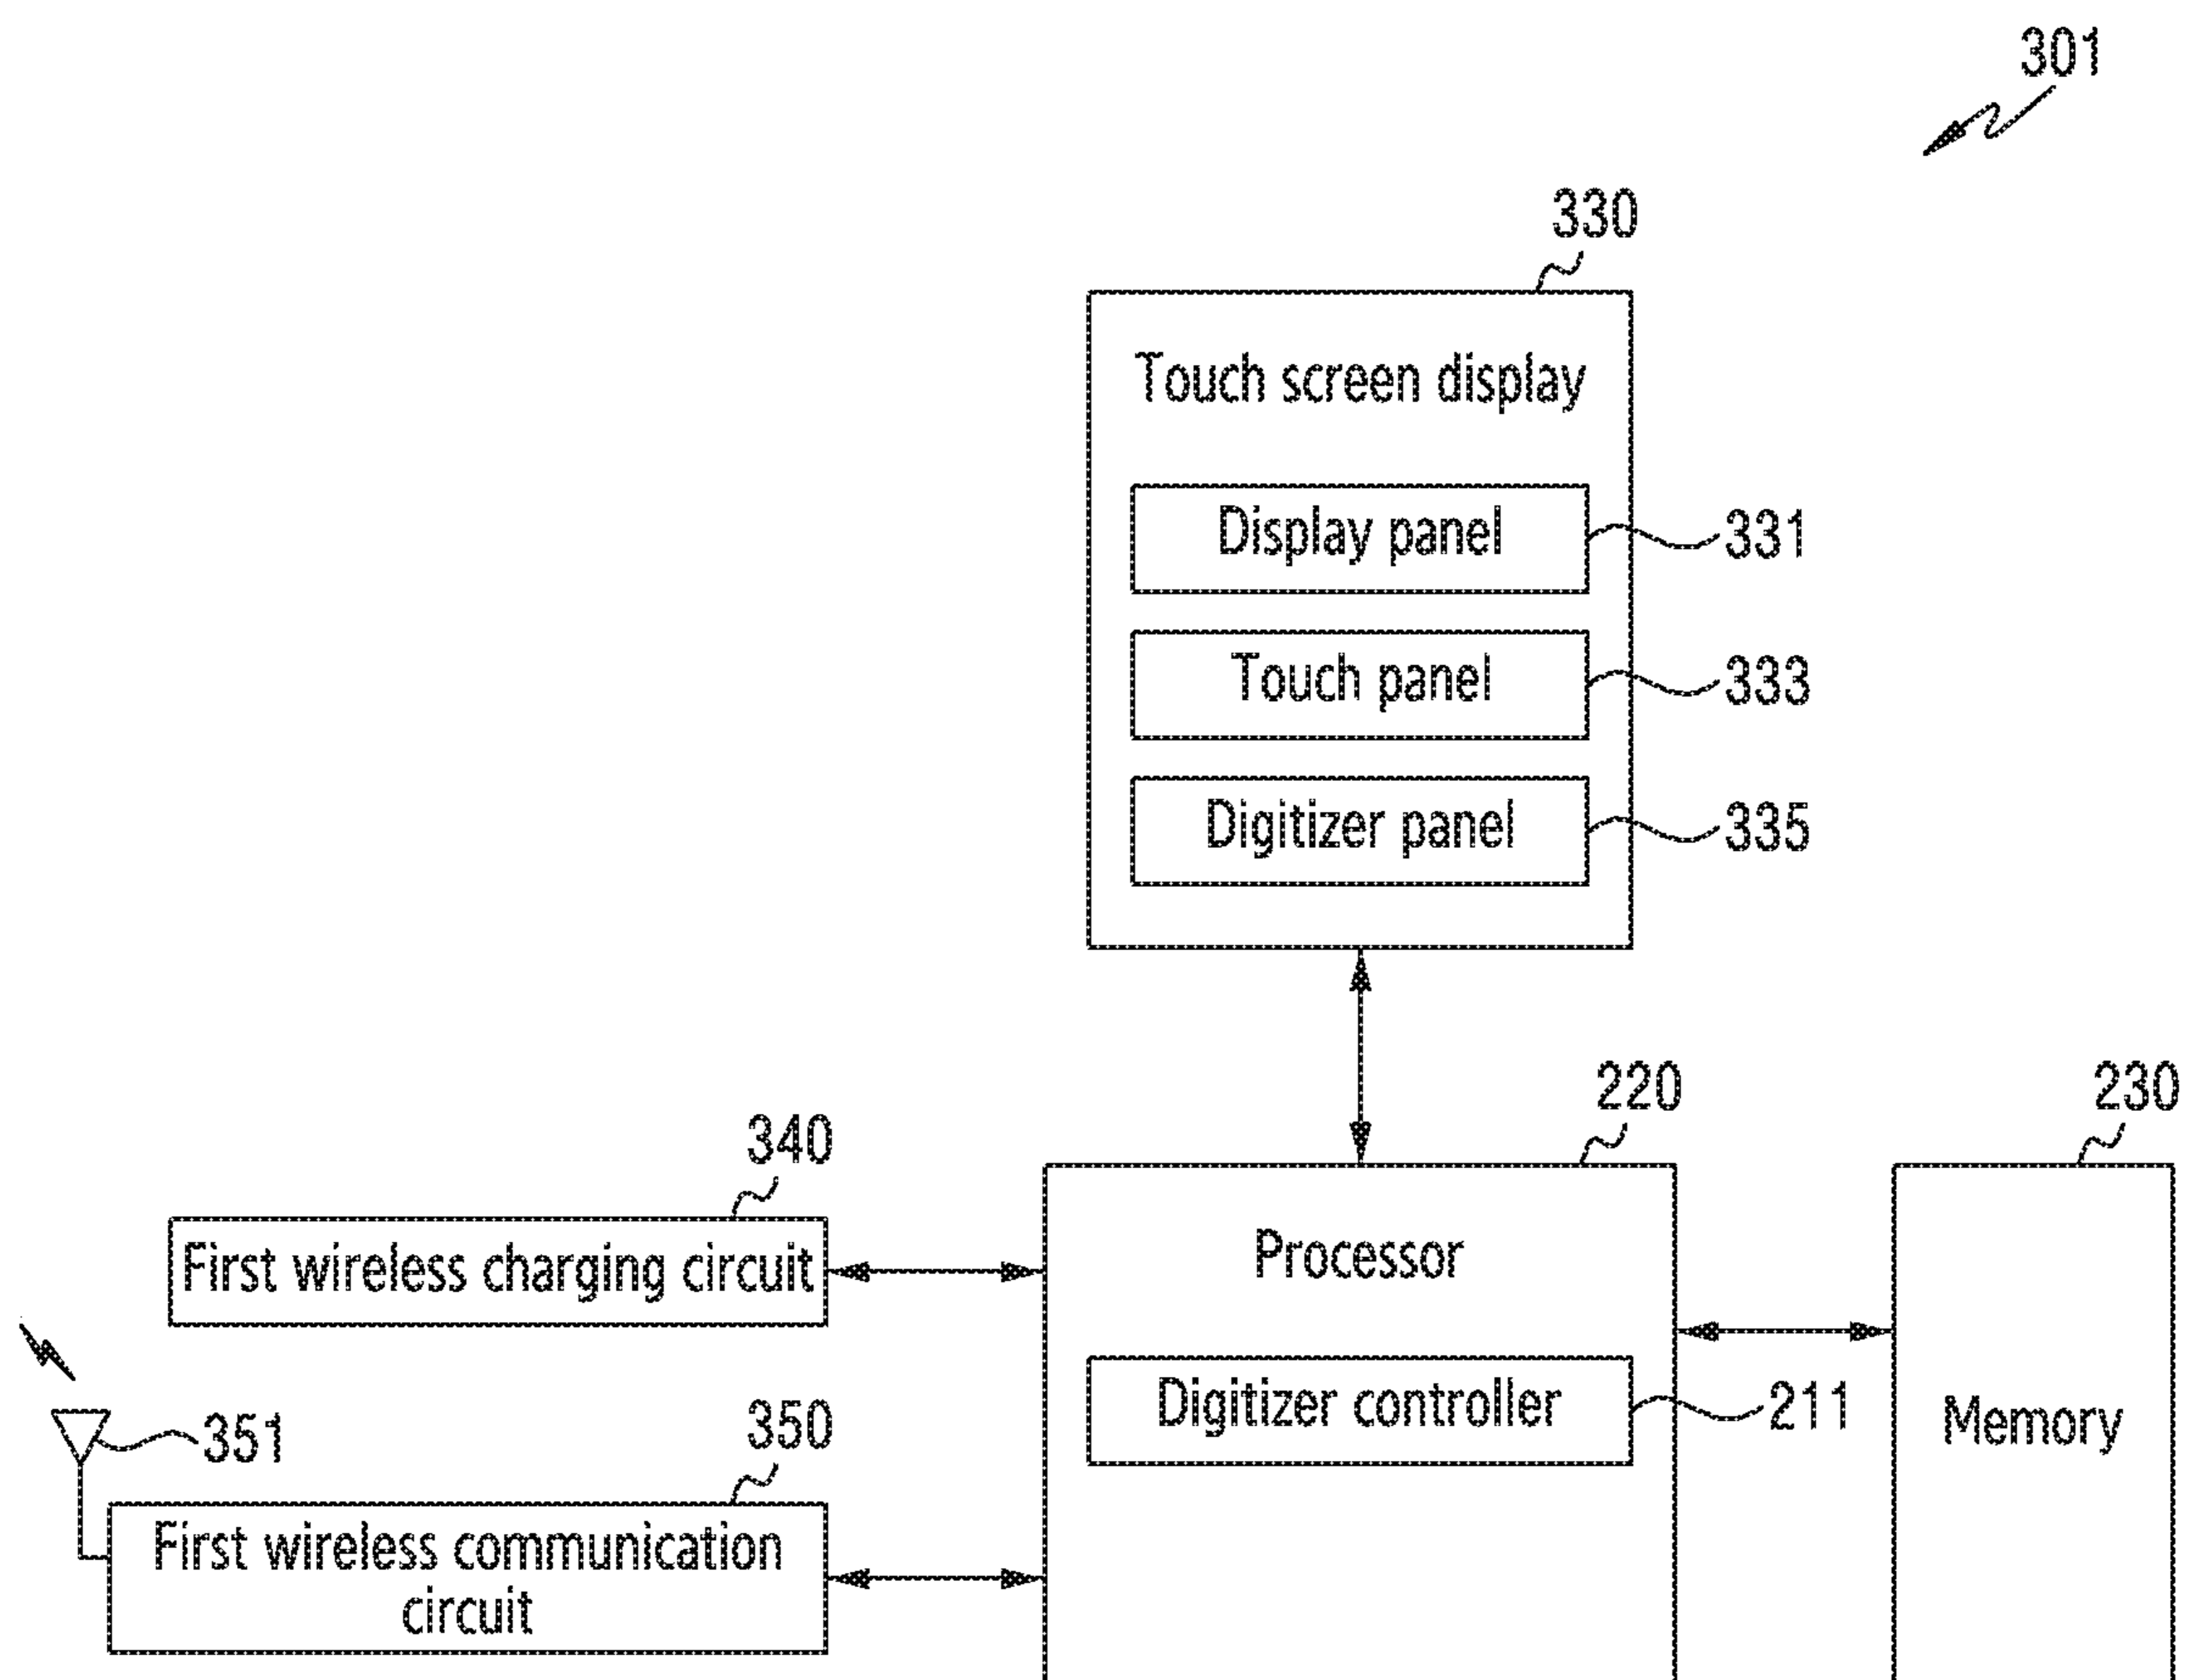 301
330
Touch screen display
Display panel
331
Touch panel
333
Digitizer panel
335
220
230
340
First wireless charging circuit
Processor
Digitizer controller
211
Memory
351
350
First wireless communication
circuit